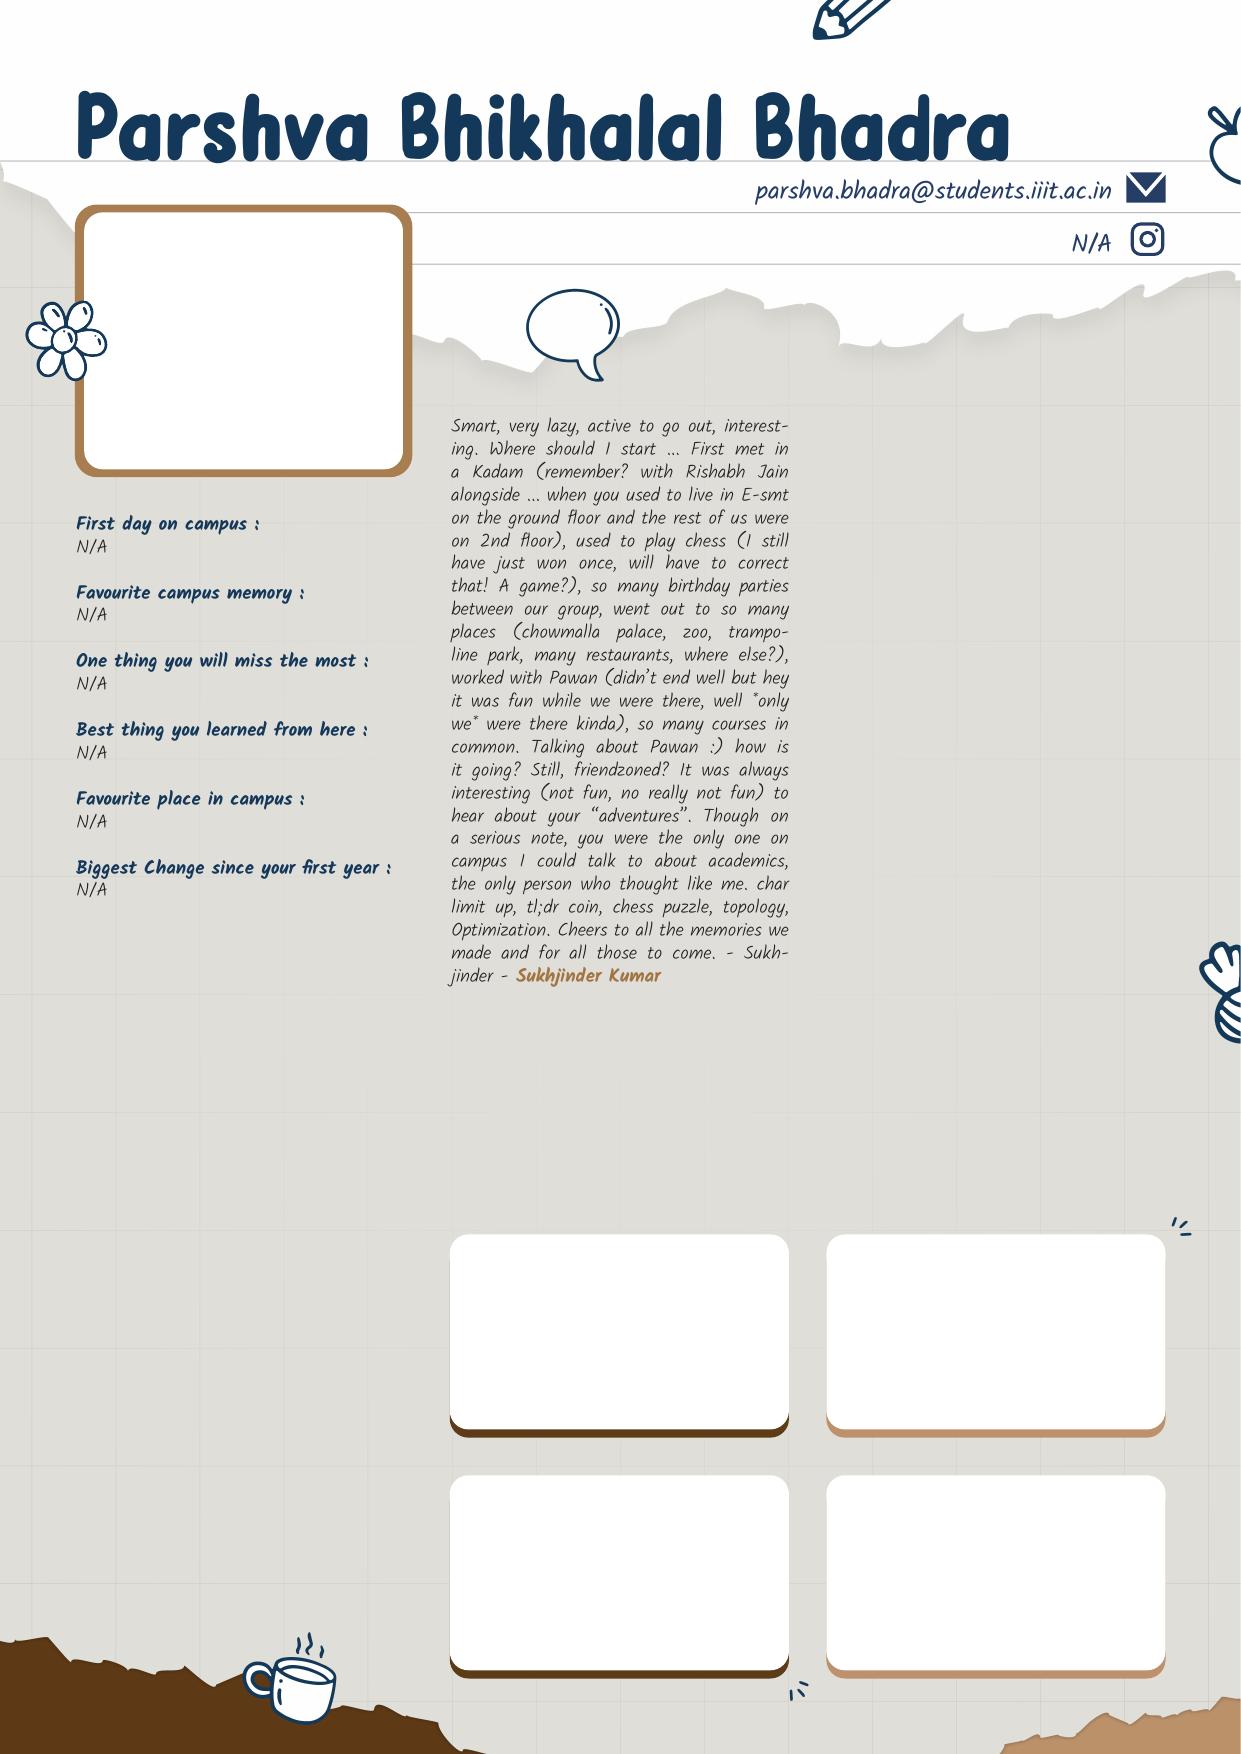 Parshva Bhikhalal Bhadra
parshva.bhadra@students.iiit.ac.in
N/A
First day on campus :
N/A
Favourite campus memory :
N/A
One thing you will miss the most :
N/A
Best thing you learned from here :
N/A
Favourite place in campus :
N/A
Biggest Change since your first year :
N/A
Smart, very lazy, active to go out, interest-
ing. Where should I start ... First met in
a Kadam (remember? with Rishabh Jain
alongside ... when you used to live in E-smt
on the ground floor and the rest of us were
on 2nd floor), used to play chess (I still
have just won once, will have to correct
that! A game?), so many birthday parties
between our group, went out to so many
places (chowmalla palace, zoo, trampo-
line park, many restaurants, where else?),
worked with Pawan (didn't end well but hey
it was fun while we were there, well *only
we* were there kinda), so many courses in
common. Talking about Pawan :) how is
it going? Still, friendzoned? It was always
interesting (not fun, no really not fun) to
hear about your “adventures”. Though on
a serious note, you were the only one on
campus I could talk to about academics,
the only person who thought like me. char
limit up, tl;dr coin, chess puzzle, topology,
Optimization. Cheers to all the memories we
made and for all those to come. - Sukh-
jinder - Sukhjinder Kumar